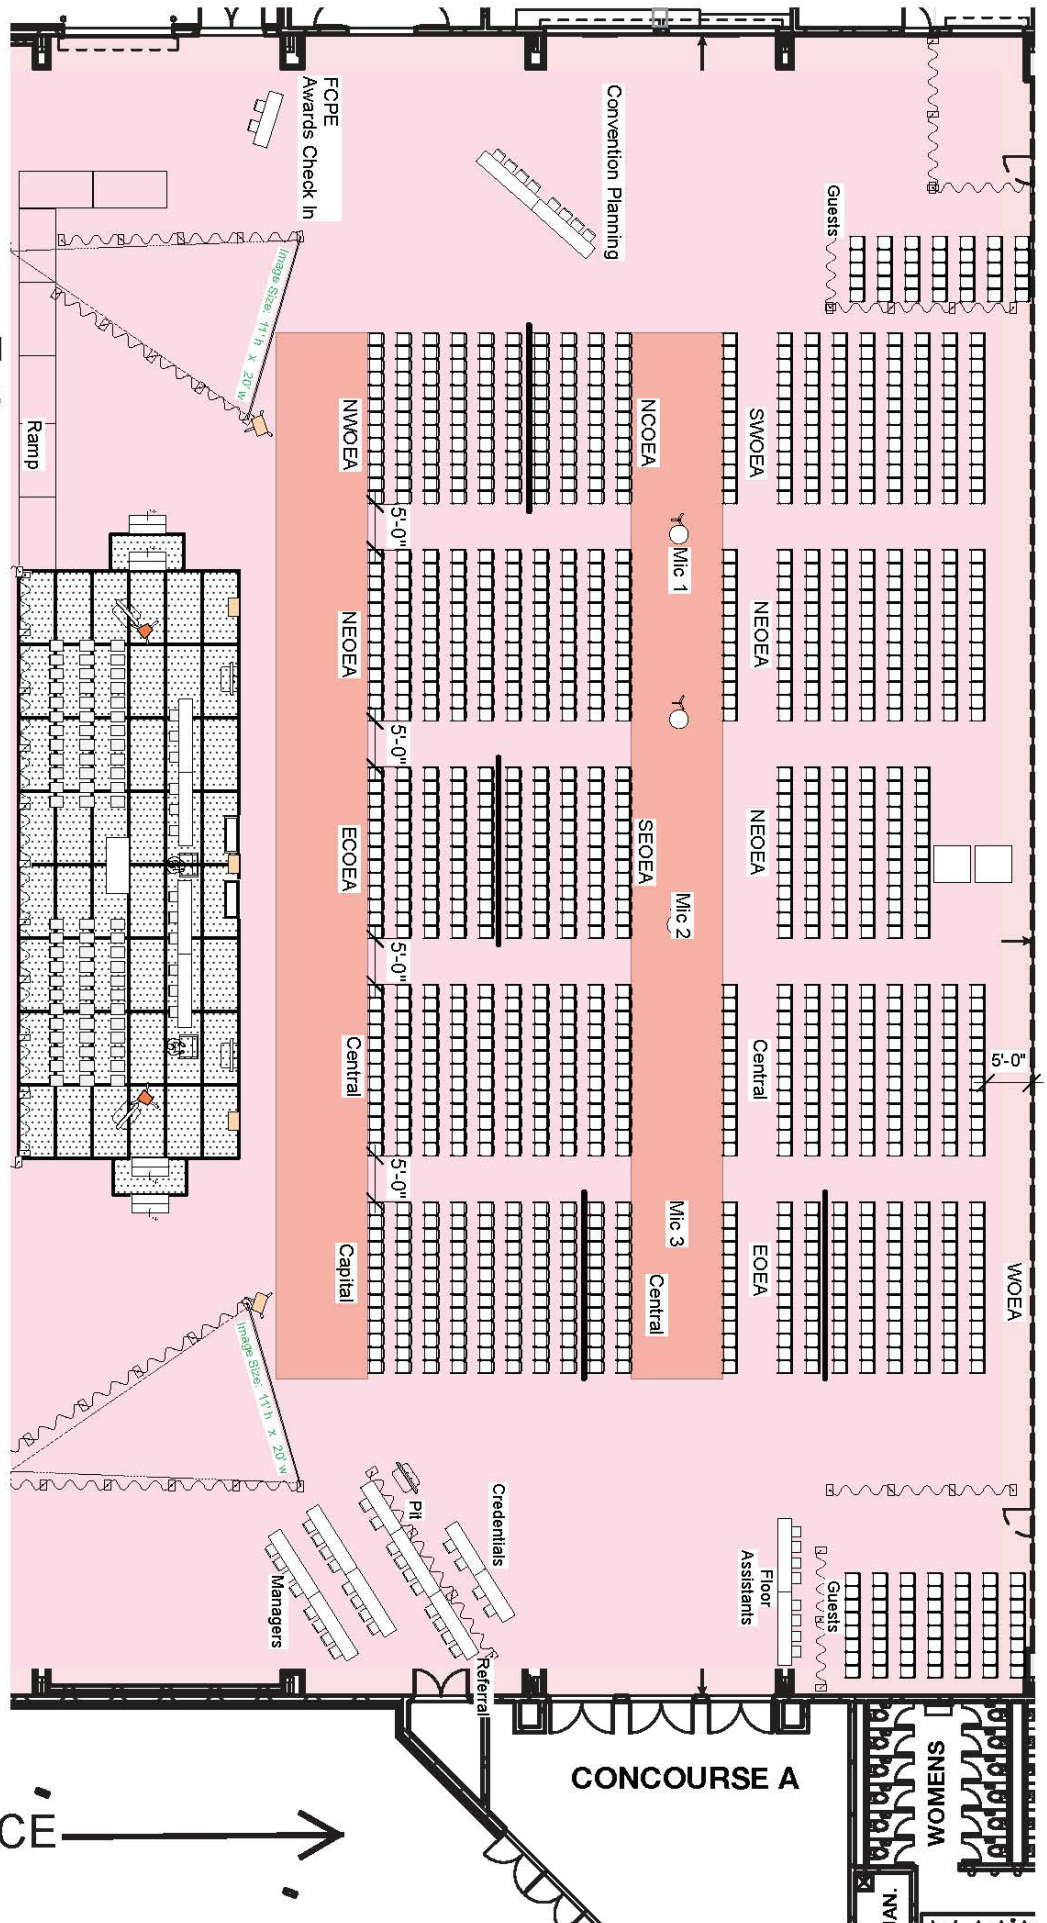 FCPE
Awards Check In
Convention Planning
Guests
Image Size: 11'h x 20'w
Ramp
NWOEA
NCOEA
SWOEA
5'-0"
Mic 1
NEOEA
NEOEA
5'-0"
ECOEA
SEOEA
NEOEA
Mic 2
5'-0"
Central
Central
5'-0"
5'-0"
Capital
Mic 3
Central
EOEA
WOEA
Image Size: 11'h x 20'w
Pit
Credentials
Managers
Referral
Floor
Assistants
Guests
CONCOURSE A
WOMENS
CE